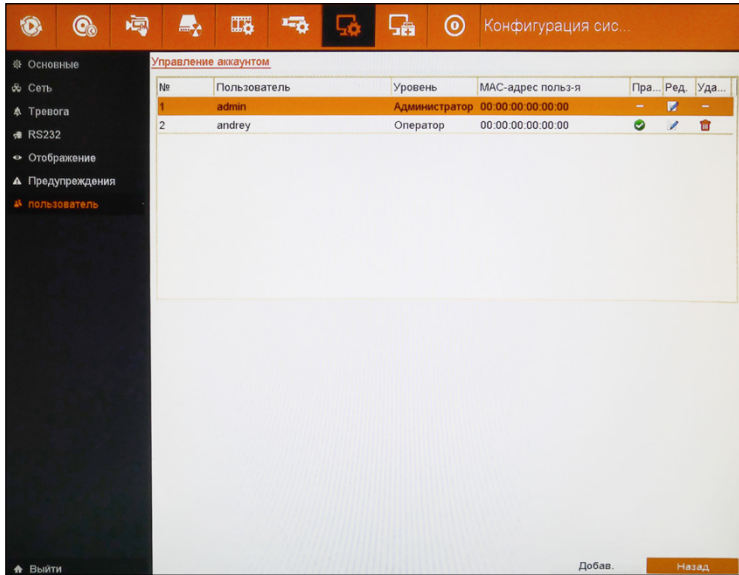 Конфигурация сис...
Основные
Сеть
Тревога
RS232
Отображение
Предупреждения
пользователь
Выйти
Управление аккаунтом
№ Пользователь Уровень MAC-адрес польз-я Пра... Ред. Уда...
1 admin Администратор 00:00:00:00:00:00 – –
2 andrey Оператор 00:00:00:00:00:00
Добав. Назад